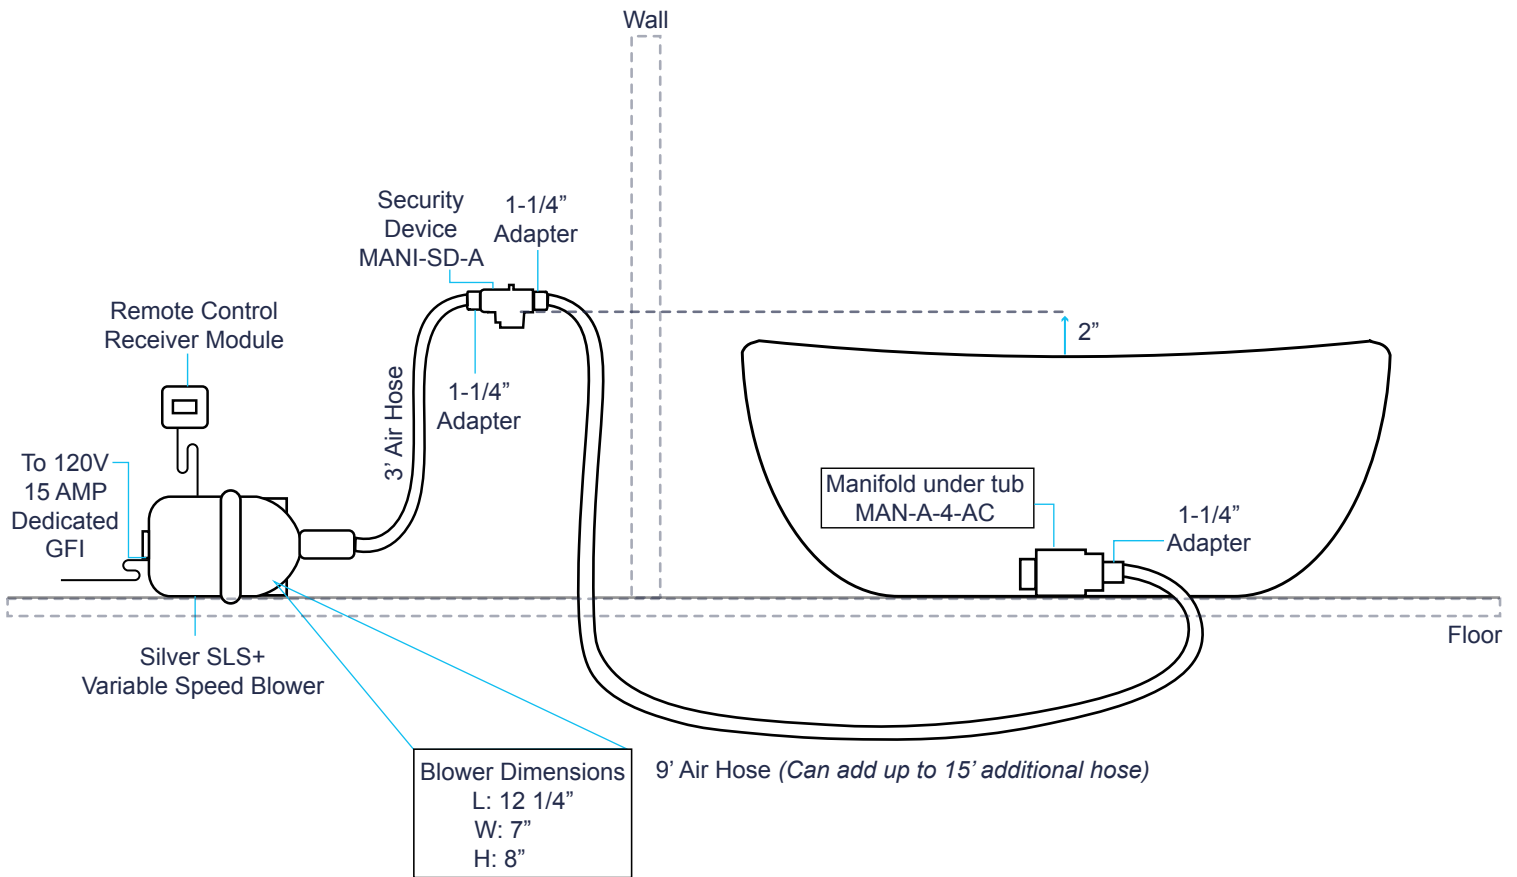 Wall
Security
Device
MANI-SD-A
1-1/4”
Adapter
Remote Control
Receiver Module
2”
3’ Air Hose
1-1/4”
Adapter
To 120V
15 AMP
Dedicated
GFI
Manifold under tub
MAN-A-4-AC
1-1/4”
Adapter
Floor
Silver SLS+
Variable Speed Blower
Blower Dimensions
L: 12 1/4”
W: 7”
H: 8”
9’ Air Hose (Can add up to 15’ additional hose)